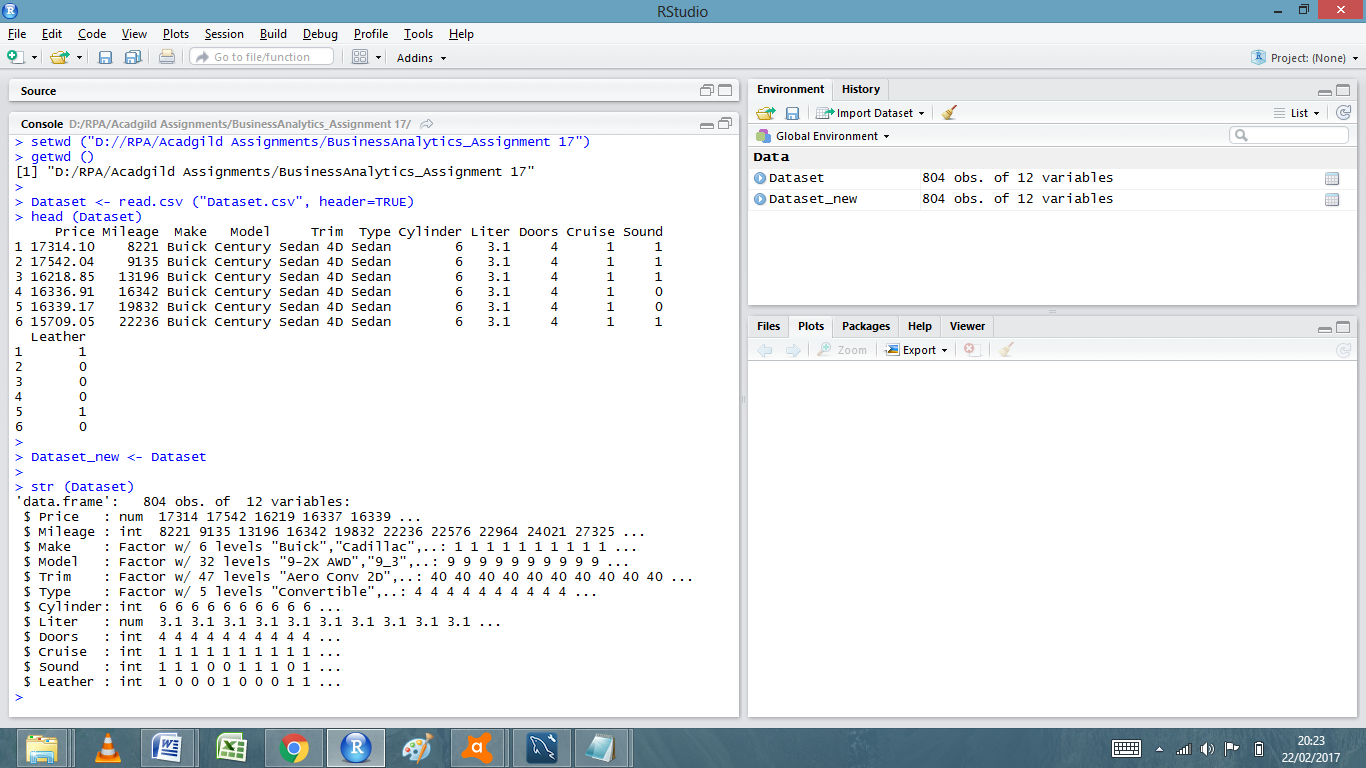 RStudio
File Edit Code View Plots Session Build Debug Profile Tools Help
Go to file/function Addins Project: (None)
Source
Console D:/RPA/Acadgild Assignments/BusinessAnalytics_Assignment 17/
> setwd ("D://RPA/Acadgild Assignments/BusinessAnalytics_Assignment 17")
> getwd ()
[1] "D:/RPA/Acadgild Assignments/BusinessAnalytics_Assignment 17"
>
> Dataset <- read.csv ("Dataset.csv", header=TRUE)
> head (Dataset)
     Price Mileage  Make   Model     Trim  Type Cylinder Liter Doors Cruise Sound
1 17314.10    8221 Buick Century Sedan 4D Sedan        6   3.1     4      1     1
2 17542.04    9135 Buick Century Sedan 4D Sedan        6   3.1     4      1     1
3 16218.85   13196 Buick Century Sedan 4D Sedan        6   3.1     4      1     1
4 16336.91   16342 Buick Century Sedan 4D Sedan        6   3.1     4      1     0
5 16339.17   19832 Buick Century Sedan 4D Sedan        6   3.1     4      1     0
6 15709.05   22236 Buick Century Sedan 4D Sedan        6   3.1     4      1     1
  Leather
1       1
2       0
3       0
4       0
5       1
6       0
>
> Dataset_new <- Dataset
>
> str (Dataset)
'data.frame':   804 obs. of  12 variables:
 $ Price   : num  17314 17542 16219 16337 16339 ...
 $ Mileage : int  8221 9135 13196 16342 19832 22236 22576 22964 24021 27325 ...
 $ Make    : Factor w/ 6 levels "Buick","Cadillac",..: 1 1 1 1 1 1 1 1 1 1 ...
 $ Model   : Factor w/ 32 levels "9-2X AWD","9_3",..: 9 9 9 9 9 9 9 9 9 9 ...
 $ Trim    : Factor w/ 47 levels "Aero Conv 2D",..: 40 40 40 40 40 40 40 40 40 40 ...
 $ Type    : Factor w/ 5 levels "Convertible",..: 4 4 4 4 4 4 4 4 4 4 ...
 $ Cylinder: int  6 6 6 6 6 6 6 6 6 6 ...
 $ Liter   : num  3.1 3.1 3.1 3.1 3.1 3.1 3.1 3.1 3.1 3.1 ...
 $ Doors   : int  4 4 4 4 4 4 4 4 4 4 ...
 $ Cruise  : int  1 1 1 1 1 1 1 1 1 1 ...
 $ Sound   : int  1 1 1 0 0 1 1 1 0 1 ...
 $ Leather : int  1 0 0 0 1 0 0 0 1 1 ...
>
Environment History
Import Dataset List
Global Environment
Data
Dataset 804 obs. of 12 variables
Dataset_new 804 obs. of 12 variables
Files Plots Packages Help Viewer
Zoom Export
20:23
22/02/2017